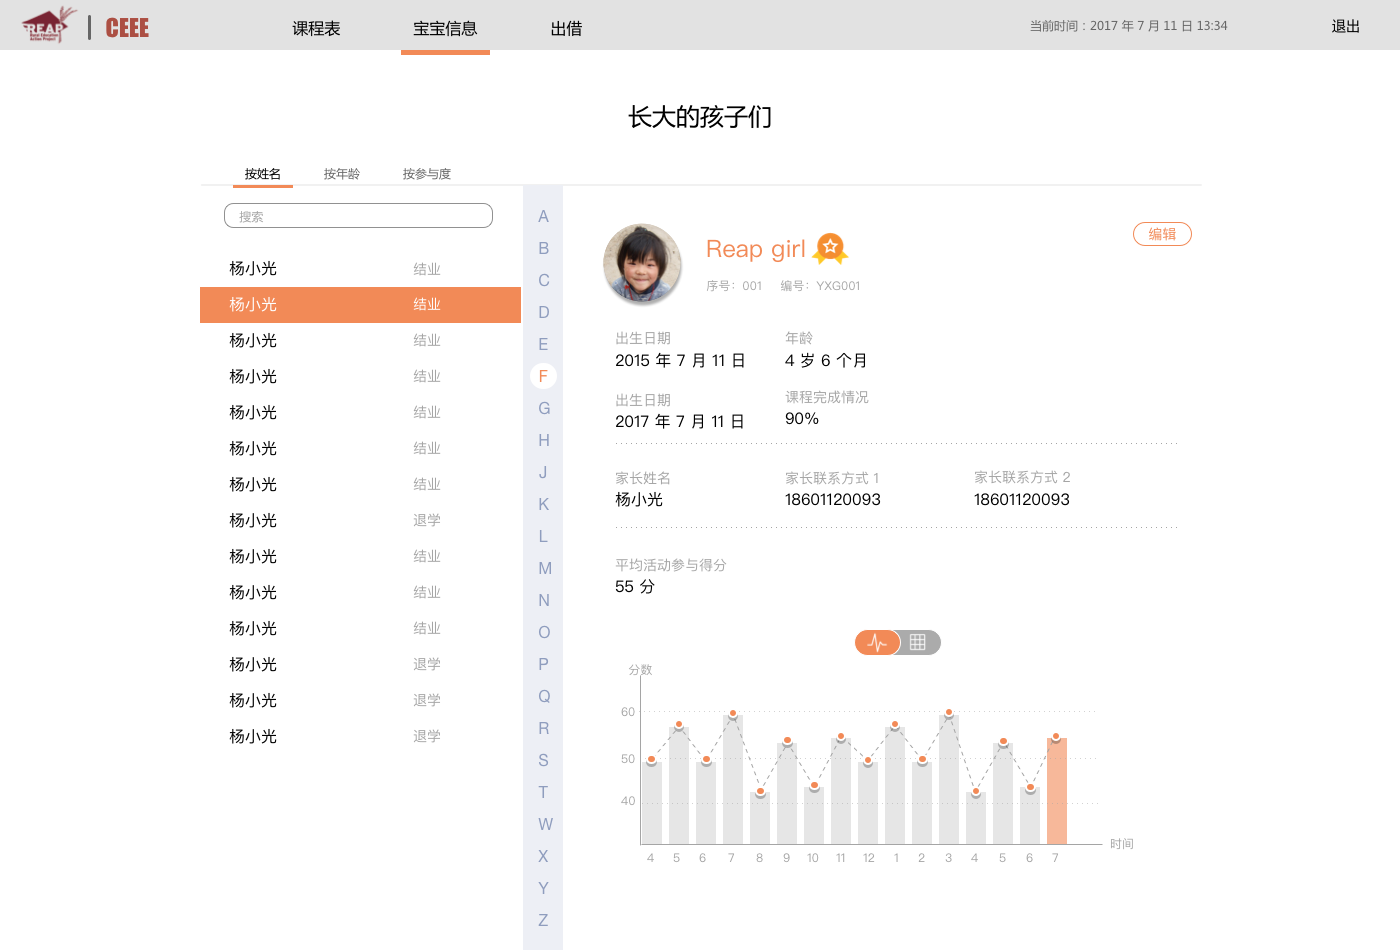 REAP
CEEE
课程表
宝宝信息
出借
当前时间：2017 年 7 月 11 日 13:34
退出
长大的孩子们
按姓名
按年龄
按参与度
搜索
杨小光 结业
杨小光 结业
杨小光 结业
杨小光 结业
杨小光 结业
杨小光 结业
杨小光 结业
杨小光 退学
杨小光 结业
杨小光 结业
杨小光 结业
杨小光 退学
杨小光 退学
杨小光 退学
A
B
C
D
E
F
G
H
J
K
L
M
N
O
P
Q
R
S
T
W
X
Y
Z
Reap girl
编辑
序号：001 编号：YXG001
出生日期 年龄
2015 年 7 月 11 日 4 岁 6 个月
出生日期 课程完成情况
2017 年 7 月 11 日 90%
家长姓名 家长联系方式 1 家长联系方式 2
杨小光 18601120093 18601120093
平均活动参与得分
55 分
分数
60
50
40
时间
4 5 6 7 8 9 10 11 12 1 2 3 4 5 6 7